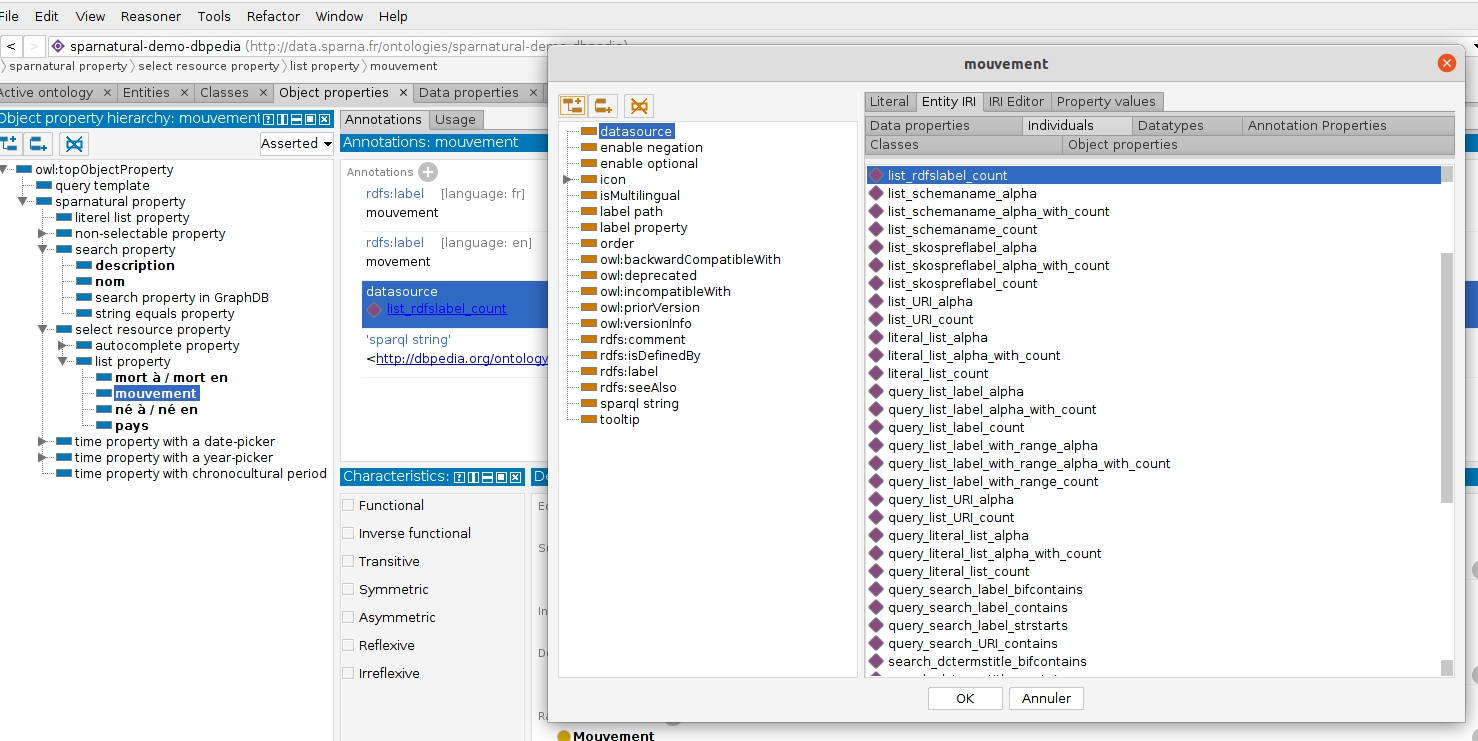 File Edit View Reasoner Tools Refactor Window Help
< > sparnatural-demo-dbpedia (http://data.sparna.fr/ontologies/sparnatural-demo-dbpedia)
sparnatural property select resource property list property mouvement
Active ontology × Entities × Classes × Object properties × Data properties ×
Object property hierarchy: mouvement
Asserted
owl:topObjectProperty
query template
sparnatural property
literel list property
non-selectable property
search property
description
nom
search property in GraphDB
string equals property
select resource property
autocomplete property
list property
mort à / mort en
mouvement
né à / né en
pays
time property with a date-picker
time property with a year-picker
time property with chronocultural period
Annotations Usage
Annotations: mouvement
Annotations
rdfs:label [language: fr]
mouvement
rdfs:label [language: en]
movement
datasource
list_rdfslabel_count
'sparql string'
<http://dbpedia.org/ontology
Characteristics:
Functional
Inverse functional
Transitive
Symmetric
Asymmetric
Reflexive
Irreflexive
Mouvement
mouvement
datasource
enable negation
enable optional
icon
isMultilingual
label path
label property
order
owl:backwardCompatibleWith
owl:deprecated
owl:incompatibleWith
owl:priorVersion
owl:versionInfo
rdfs:comment
rdfs:isDefinedBy
rdfs:label
rdfs:seeAlso
sparql string
tooltip
Literal Entity IRI IRI Editor Property values
Data properties Individuals Datatypes Annotation Properties
Classes Object properties
list_rdfslabel_count
list_schemaname_alpha
list_schemaname_alpha_with_count
list_schemaname_count
list_skospreflabel_alpha
list_skospreflabel_alpha_with_count
list_skospreflabel_count
list_URI_alpha
list_URI_count
literal_list_alpha
literal_list_alpha_with_count
literal_list_count
query_list_label_alpha
query_list_label_alpha_with_count
query_list_label_count
query_list_label_with_range_alpha
query_list_label_with_range_alpha_with_count
query_list_label_with_range_count
query_list_URI_alpha
query_list_URI_count
query_literal_list_alpha
query_literal_list_alpha_with_count
query_literal_list_count
query_search_label_bifcontains
query_search_label_contains
query_search_label_strstarts
query_search_URI_contains
search_dctermstitle_bifcontains
OK Annuler